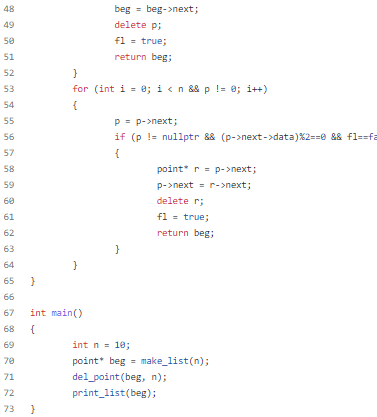 48 beg = beg->next;
49 delete p;
50 fl = true;
51 return beg;
52 }
53 for (int i = 0; i < n && p != 0; i++)
54 {
55 p = p->next;
56 if (p != nullptr && (p->next->data)%2==0 && fl==fa
57 {
58 point* r = p->next;
59 p->next = r->next;
60 delete r;
61 fl = true;
62 return beg;
63 }
64 }
65 }
66
67 int main()
68 {
69 int n = 10;
70 point* beg = make_list(n);
71 del_point(beg, n);
72 print_list(beg);
73 }